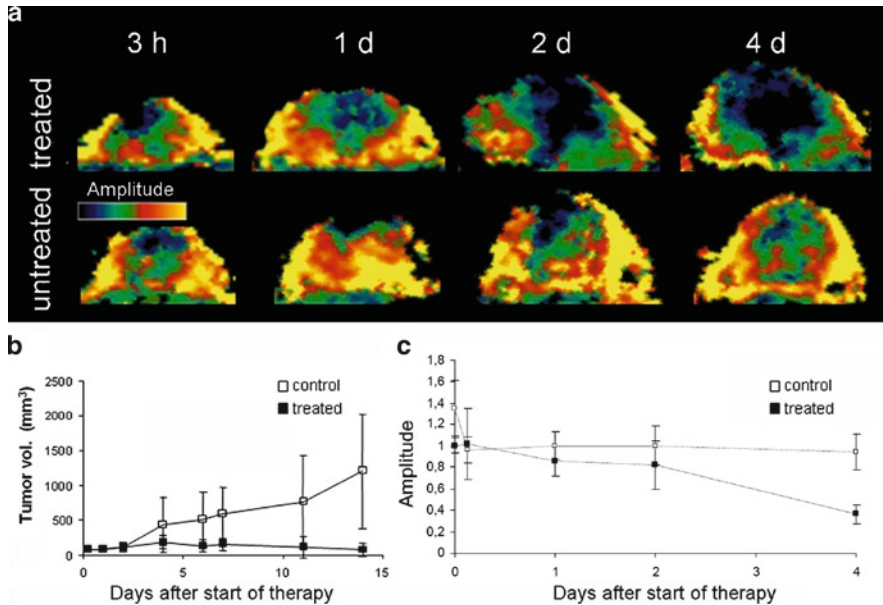 a
3 h 1 d 2 d 4 d
treated
Amplitude
untreated
b
□ control
■ treated
Tumor vol. (mm³)
2500
2000
1500
1000
500
0
0 5 10 15
Days after start of therapy
c
□ control
■ treated
Amplitude
1,8
1,6
1,4
1,2
1
0,8
0,6
0,4
0,2
0
0 1 2 3 4
Days after start of therapy